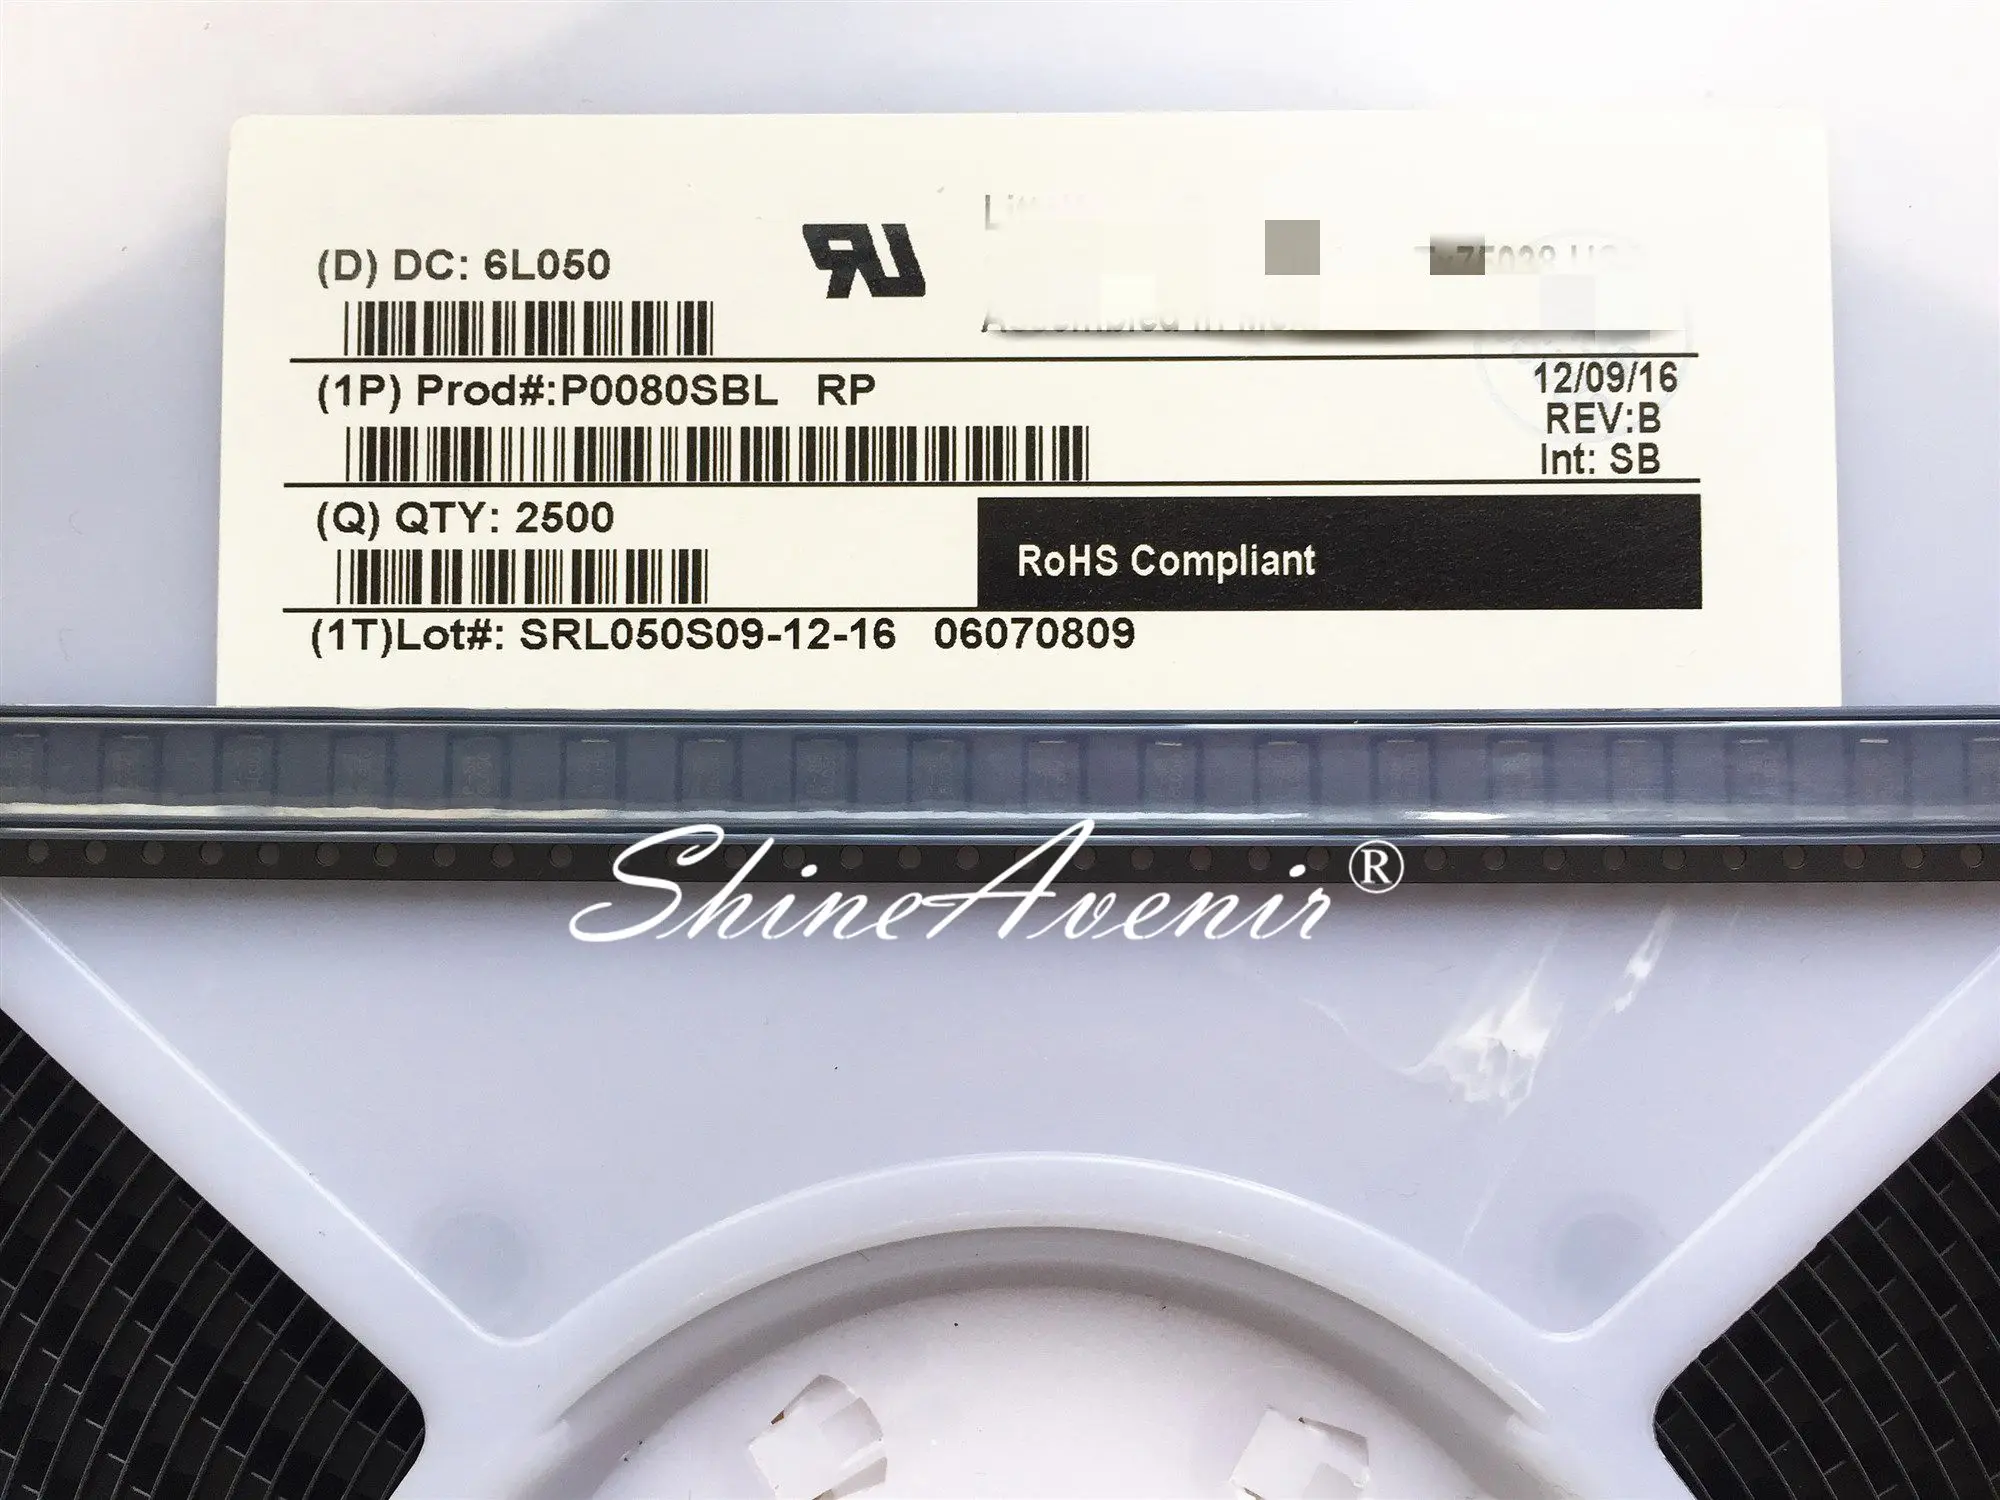 (D) DC: 6L050
(1P) Prod#:P0080SBL RP
12/09/16
REV:B
Int: SB
(Q) QTY: 2500
RoHS Compliant
(1T)Lot#: SRL050S09-12-16 06070809
ShineAvenir®